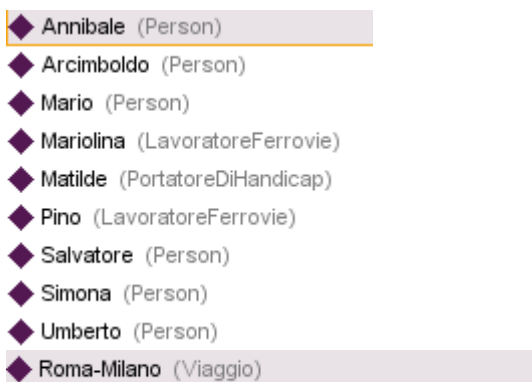 Annibale (Person)
Arcimboldo (Person)
Mario (Person)
Mariolina (LavoratoreFerrovie)
Matilde (PortatoreDiHandicap)
Pino (LavoratoreFerrovie)
Salvatore (Person)
Simona (Person)
Umberto (Person)
Roma-Milano (Viaggio)